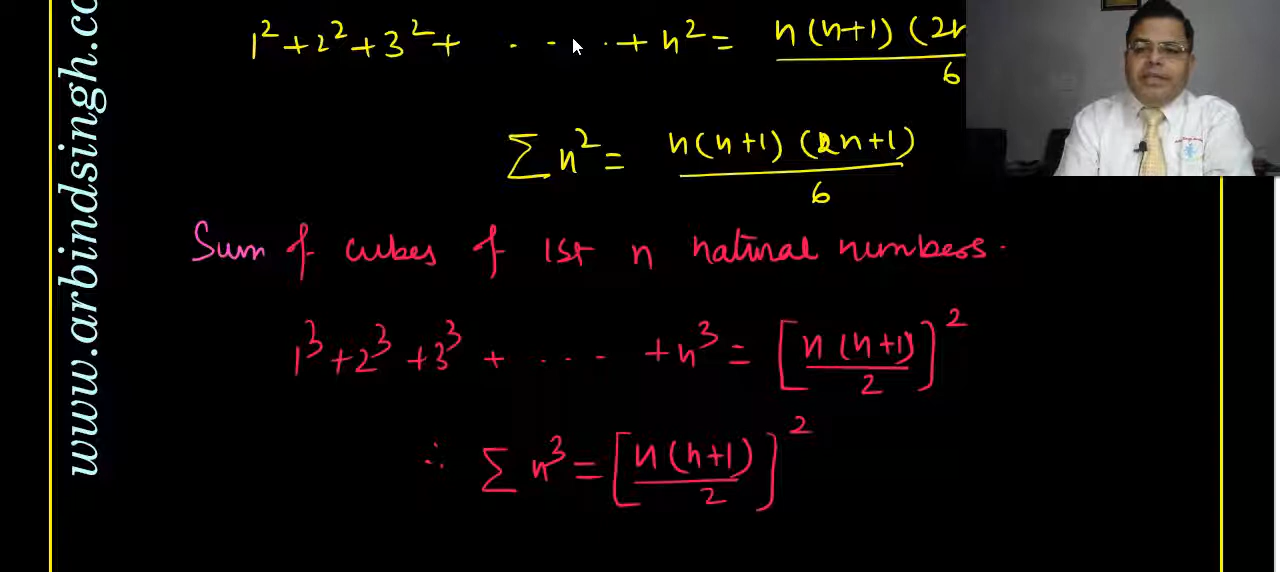 www.arbindsingh.co
1² + 2² + 3² + ..... + n² = n(n+1)(2n / 6
∑ n² = n(n+1)(2n+1) / 6
Sum of cubes of 1st n natural numbers.
1³ + 2³ + 3³ + .... + n³ = [n(n+1) / 2]²
∴ ∑ n³ = [n(n+1) / 2]²